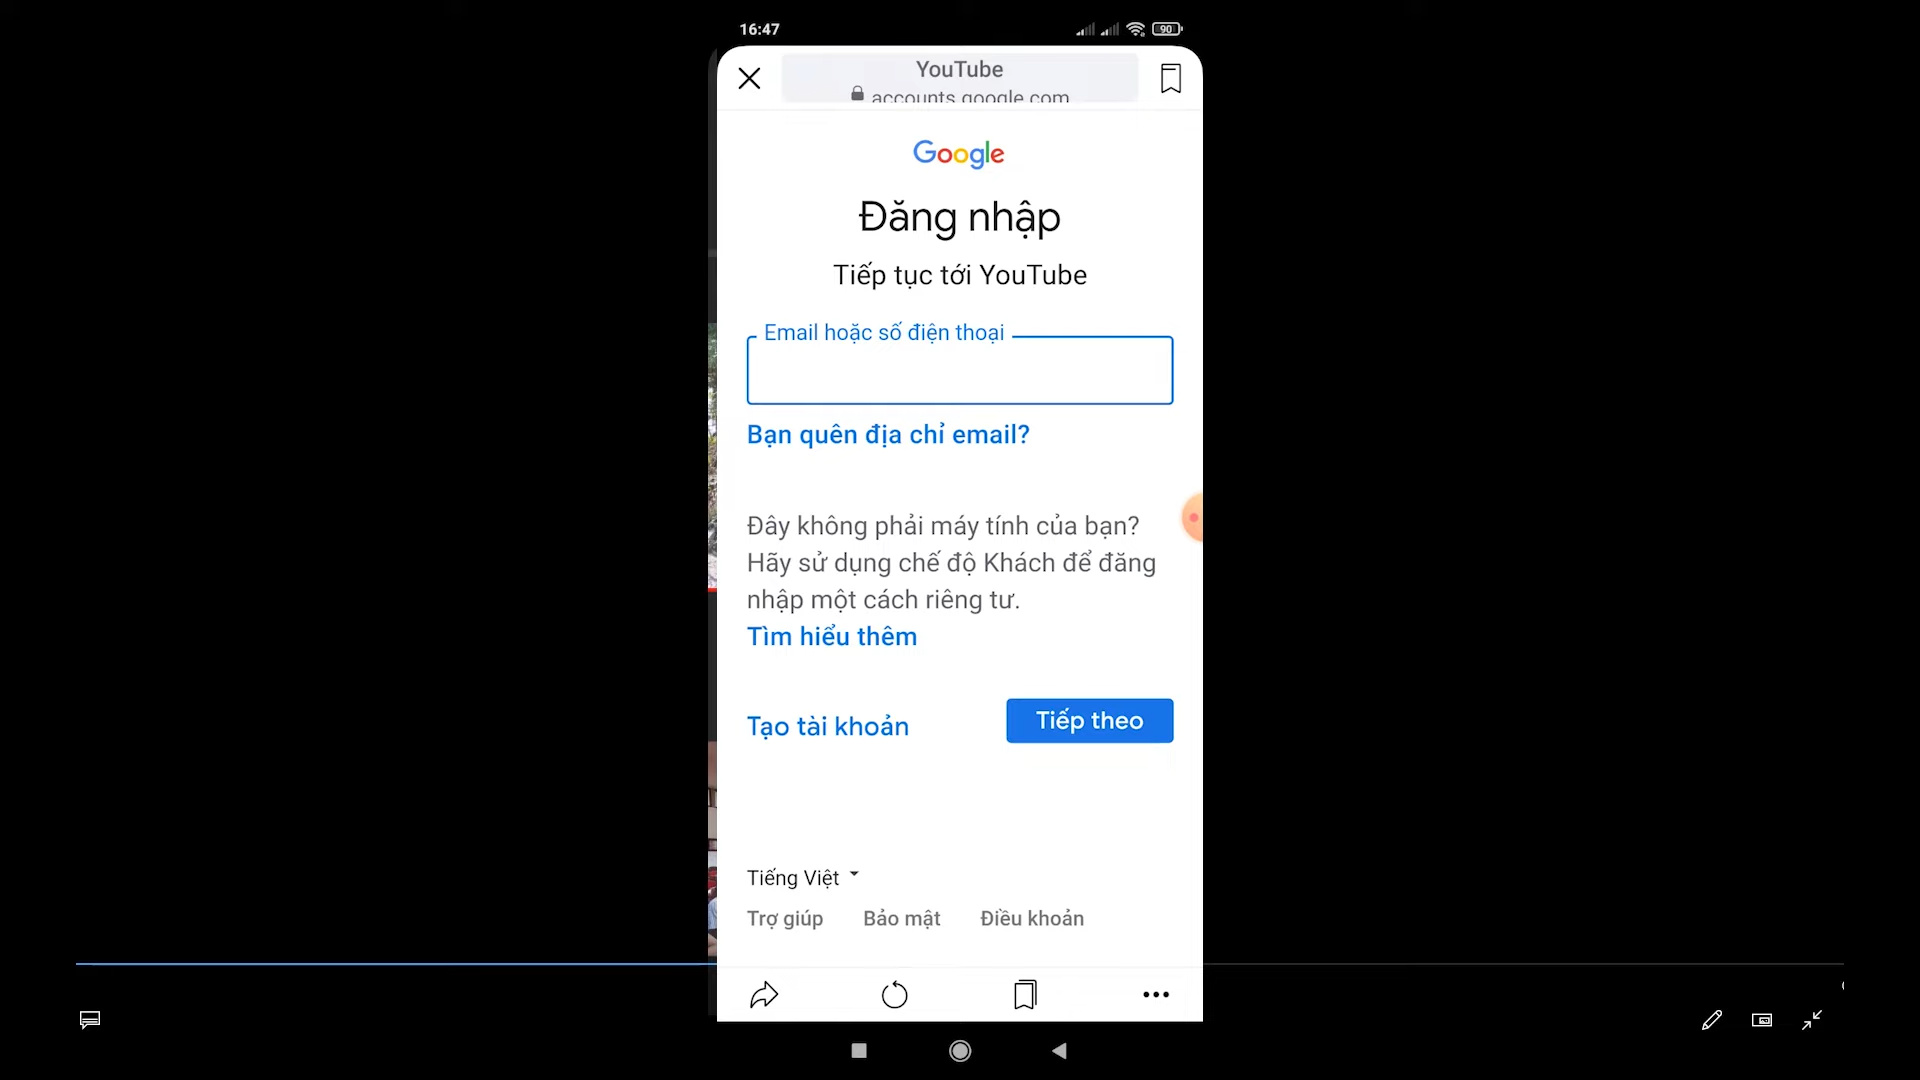 16:47
90
YouTube
accounts.google.com
Google
Đăng nhập
Tiếp tục tới YouTube
Email hoặc số điện thoại
Bạn quên địa chỉ email?
Đây không phải máy tính của bạn?
Hãy sử dụng chế độ Khách để đăng
nhập một cách riêng tư.
Tìm hiểu thêm
Tạo tài khoản
Tiếp theo
Tiếng Việt
Trợ giúp
Bảo mật
Điều khoản